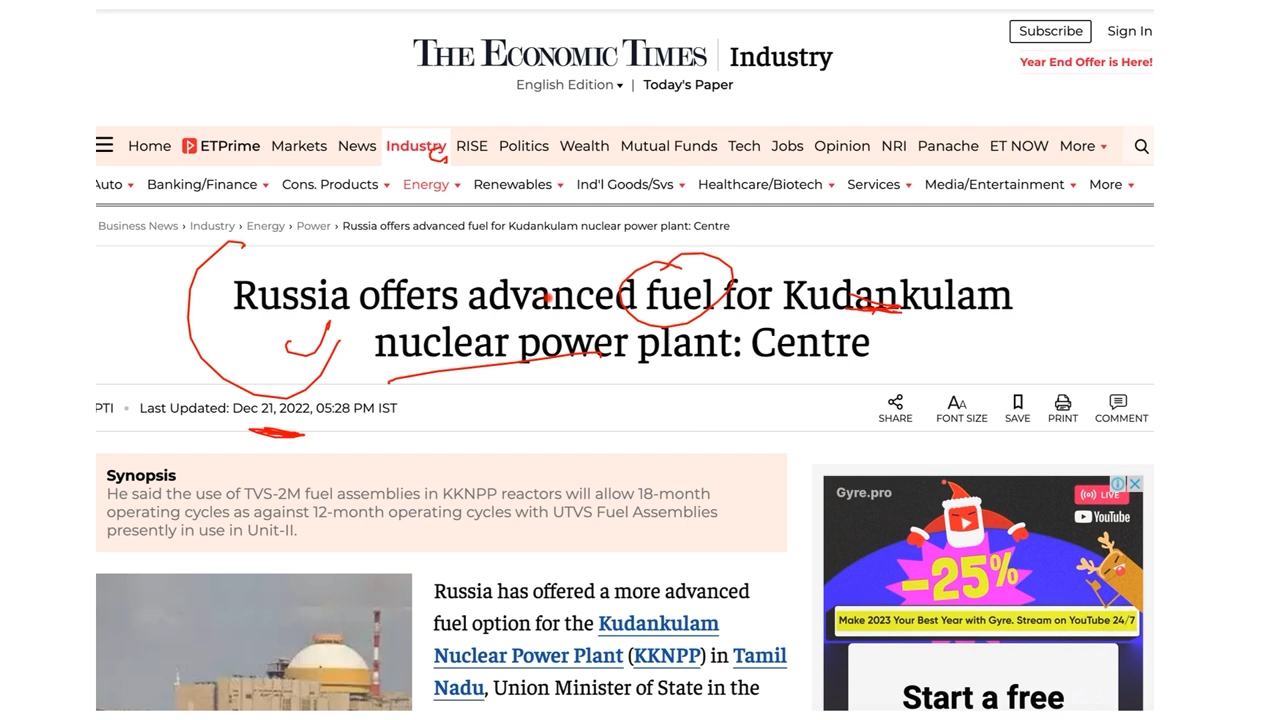 Subscribe Sign In
THE ECONOMIC TIMES | Industry
Year End Offer is Here!
English Edition | Today's Paper
Home ETPrime Markets News Industry RISE Politics Wealth Mutual Funds Tech Jobs Opinion NRI Panache ET NOW More
Auto Banking/Finance Cons. Products Energy Renewables Ind'l Goods/Svs Healthcare/Biotech Services Media/Entertainment More
Business News › Industry › Energy › Power › Russia offers advanced fuel for Kudankulam nuclear power plant: Centre
Russia offers advanced fuel for Kudankulam
nuclear power plant: Centre
PTI • Last Updated: Dec 21, 2022, 05:28 PM IST
SHARE FONT SIZE SAVE PRINT COMMENT
Synopsis
He said the use of TVS-2M fuel assemblies in KKNPP reactors will allow 18-month
operating cycles as against 12-month operating cycles with UTVS Fuel Assemblies
presently in use in Unit-II.
Russia has offered a more advanced
fuel option for the Kudankulam
Nuclear Power Plant (KKNPP) in Tamil
Nadu, Union Minister of State in the
Gyre.pro
LIVE
YouTube
-25%
Make 2023 Your Best Year with Gyre. Stream on YouTube 24/7
Start a free